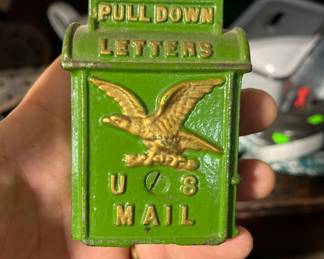 PULL DOWN
LETTERS
U S
MAIL